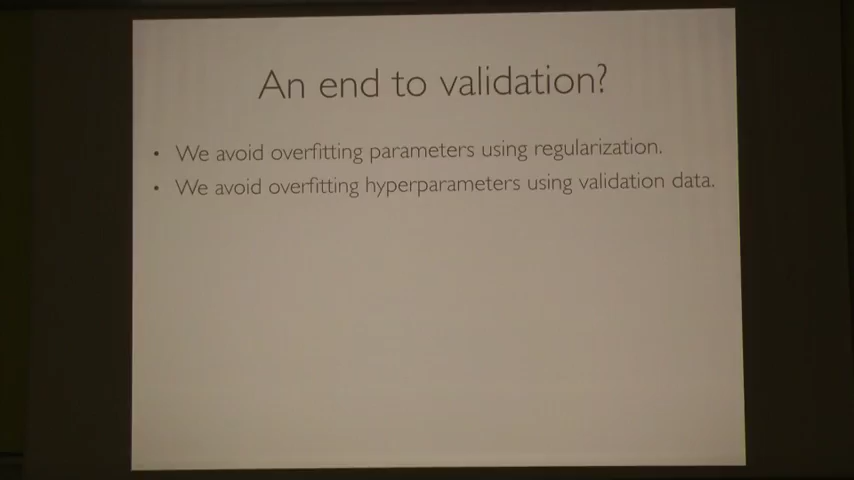 An end to validation?
• We avoid overfitting parameters using regularization.
• We avoid overfitting hyperparameters using validation data.